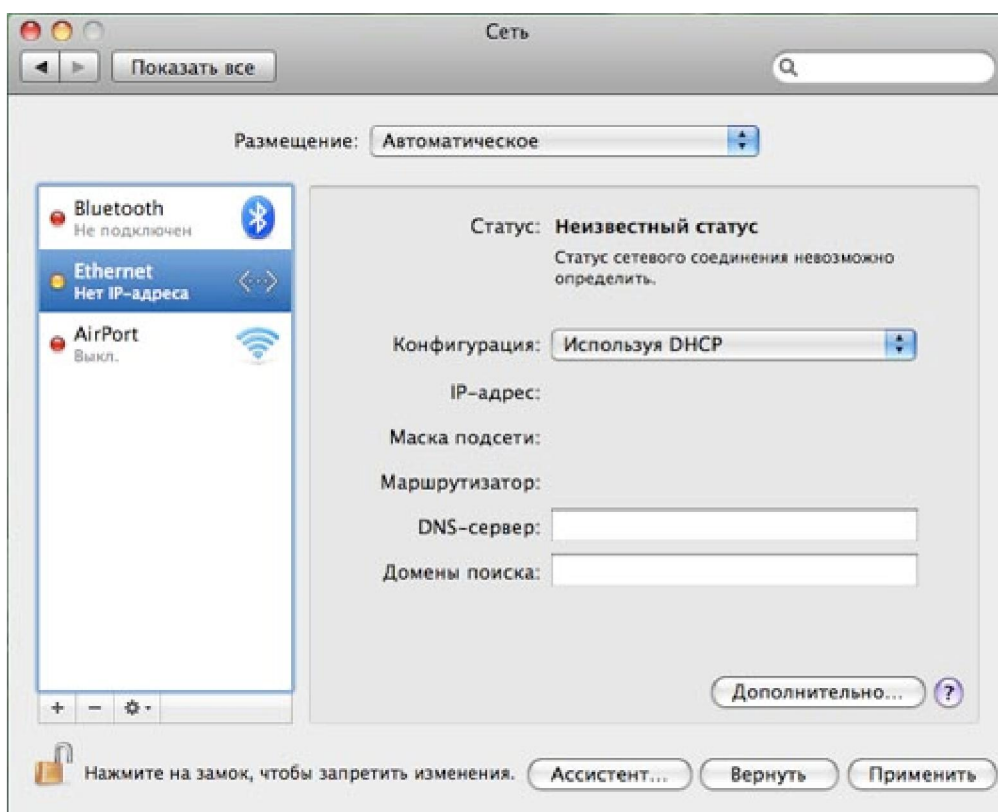 Сеть
Показать все
Размещение: Автоматическое
Bluetooth
Не подключен
Ethernet
Нет IP-адреса
AirPort
Выкл.
Статус: Неизвестный статус
Статус сетевого соединения невозможно
определить.
Конфигурация: Используя DHCP
IP-адрес:
Маска подсети:
Маршрутизатор:
DNS-сервер:
Домены поиска:
Дополнительно... ?
Нажмите на замок, чтобы запретить изменения. Ассистент... Вернуть Применить